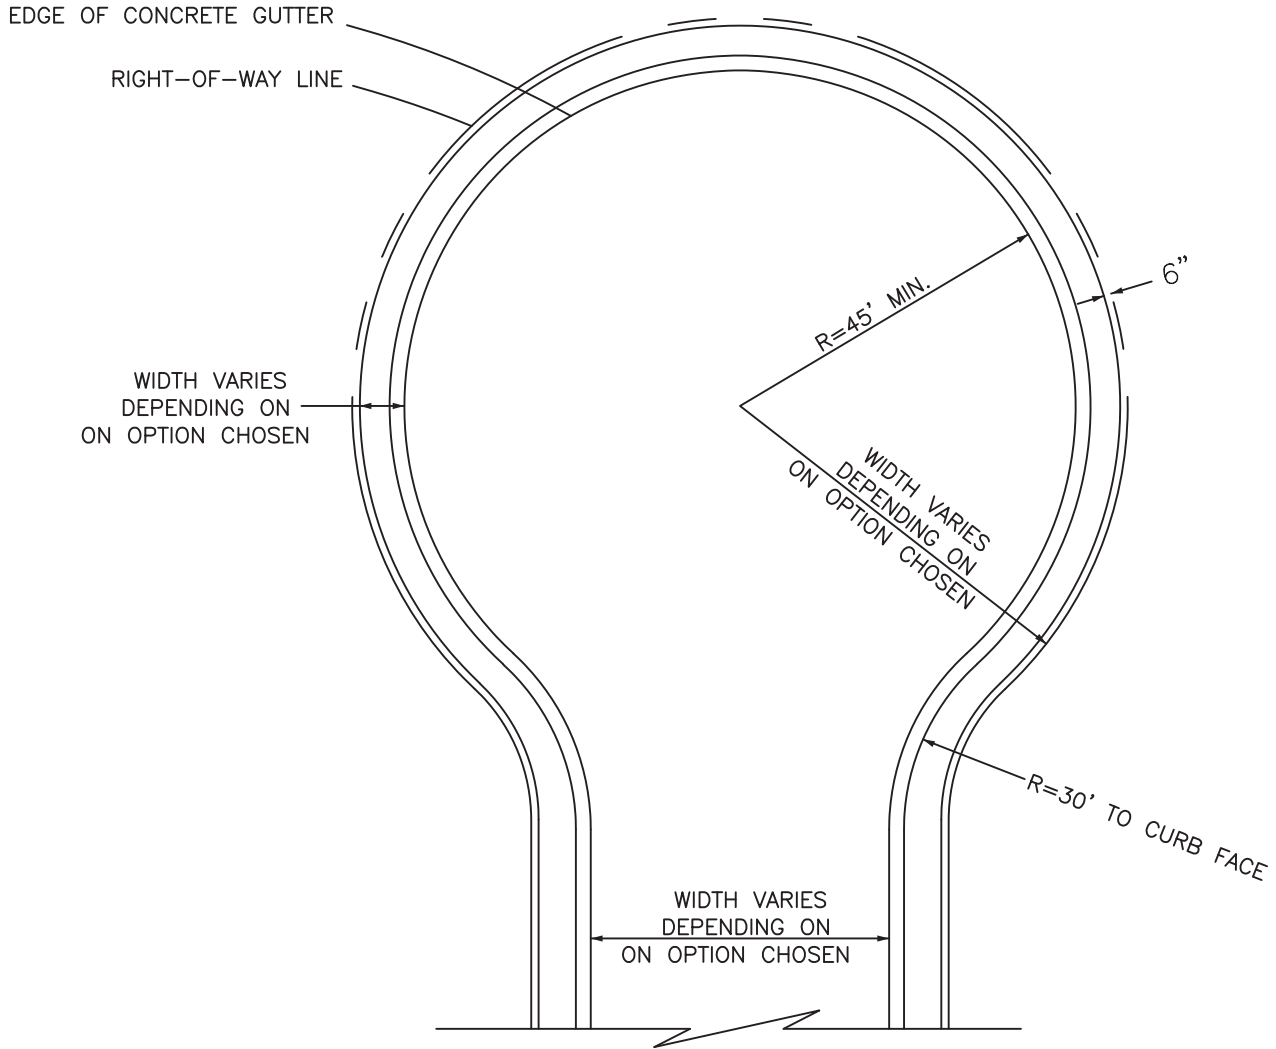 EDGE OF CONCRETE GUTTER
RIGHT-OF-WAY LINE
6”
R=45' MIN.
WIDTH VARIES
DEPENDING ON
ON OPTION CHOSEN
WIDTH VARIES
DEPENDING ON
ON OPTION CHOSEN
R=30' TO CURB FACE
WIDTH VARIES
DEPENDING ON
ON OPTION CHOSEN